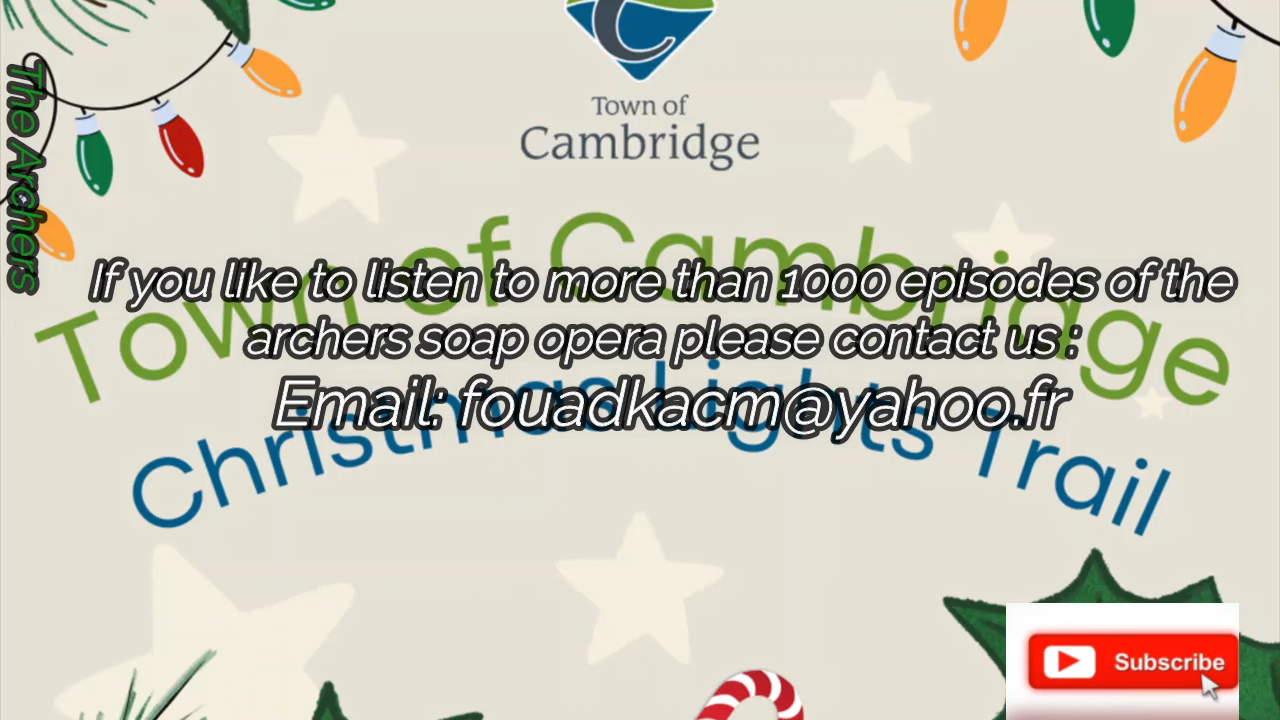 The Archers
Town of
Cambridge
Town of Cambridge
If you like to listen to more than 1000 episodes of the
archers soap opera please contact us :
Email: fouadkacm@yahoo.fr
Christmas Lights Trail
Subscribe